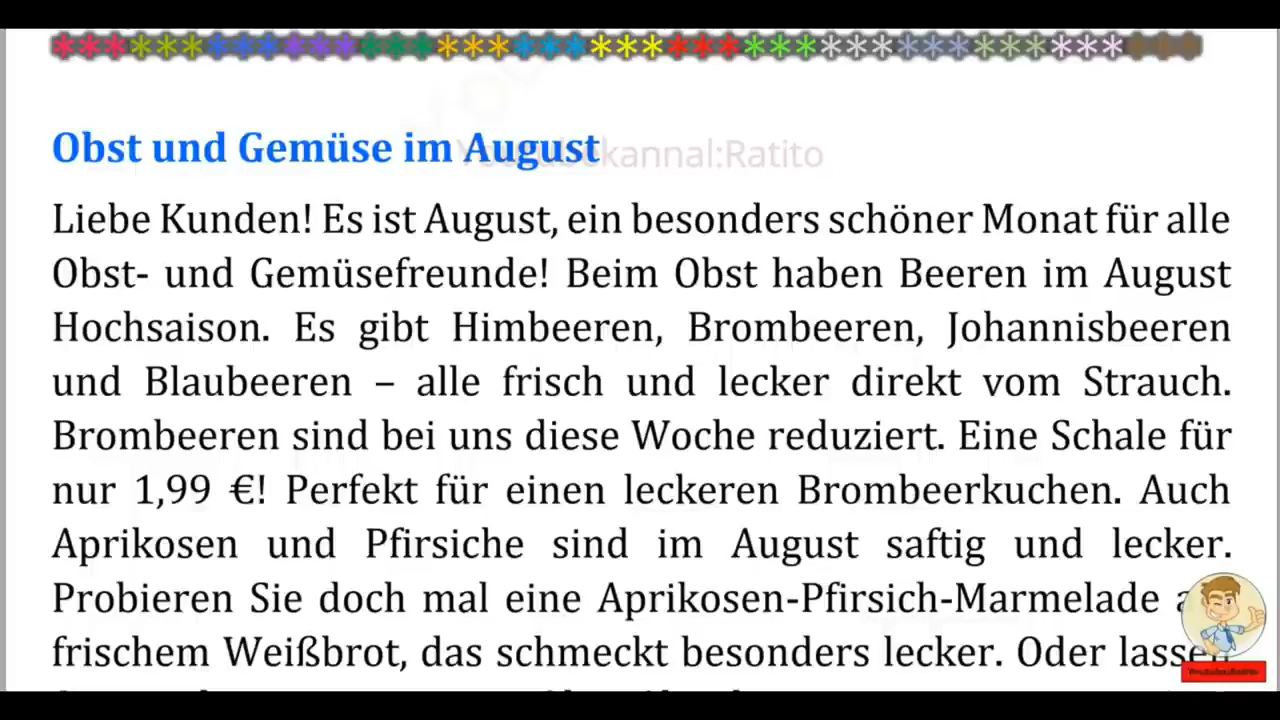 Obst und Gemüse im August
Youtubekannal:Ratito
Liebe Kunden! Es ist August, ein besonders schöner Monat für alle
Obst- und Gemüsefreunde! Beim Obst haben Beeren im August
Hochsaison. Es gibt Himbeeren, Brombeeren, Johannisbeeren
und Blaubeeren – alle frisch und lecker direkt vom Strauch.
Brombeeren sind bei uns diese Woche reduziert. Eine Schale für
nur 1,99 €! Perfekt für einen leckeren Brombeerkuchen. Auch
Aprikosen und Pfirsiche sind im August saftig und lecker.
Probieren Sie doch mal eine Aprikosen-Pfirsich-Marmelade
frischem Weißbrot, das schmeckt besonders lecker. Oder lassen